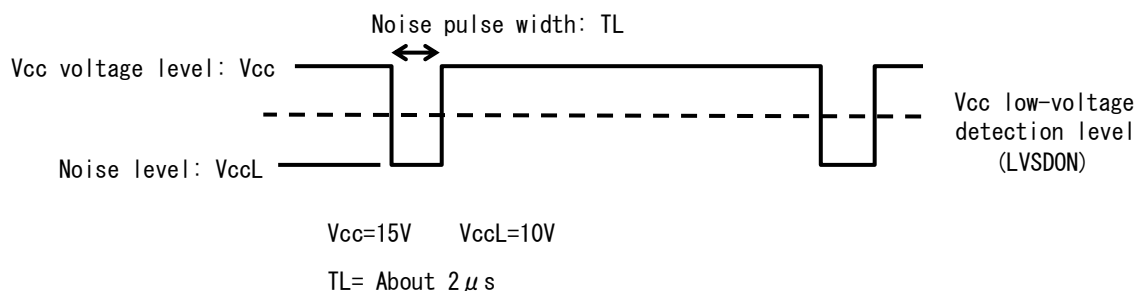 Noise pulse width: TL
Vcc voltage level: Vcc
Vcc low-voltage
detection level
(LVSDON)
Noise level: VccL
Vcc=15V VccL=10V
TL= About 2μs